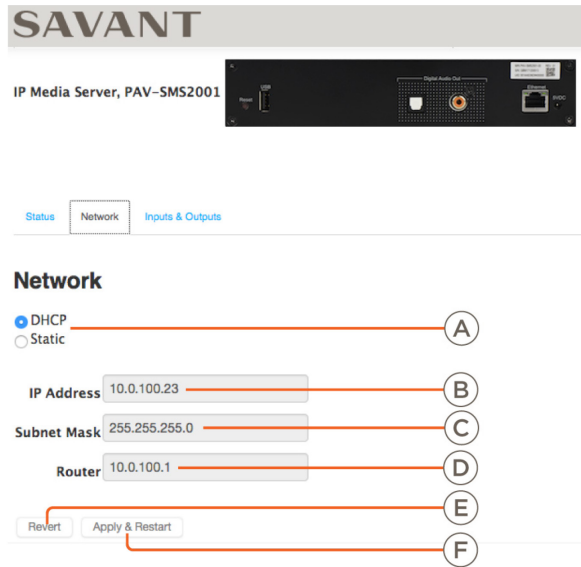 SAVANT
IP Media Server, PAV-SMS2001
Digital Audio Out
USB
Reset
Ethernet
5VDC
Status Network Inputs & Outputs
Network
DHCP A
Static
IP Address 10.0.100.23 B
Subnet Mask 255.255.255.0 C
Router 10.0.100.1 D
E
Revert Apply & Restart
F